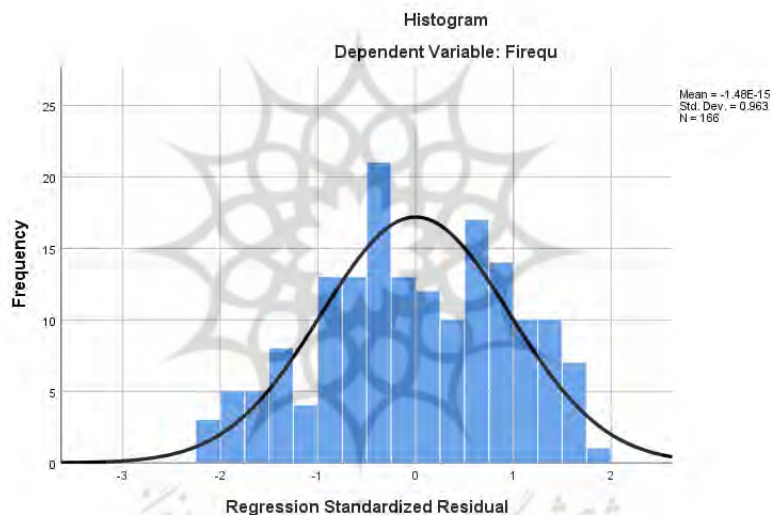 Histogram
Dependent Variable: Firequ
Mean = -1.48E-15
Std. Dev. = 0.963
N = 166
25
20
15
10
5
0
Frequency
-3 -2 -1 0 1 2
Regression Standardized Residual